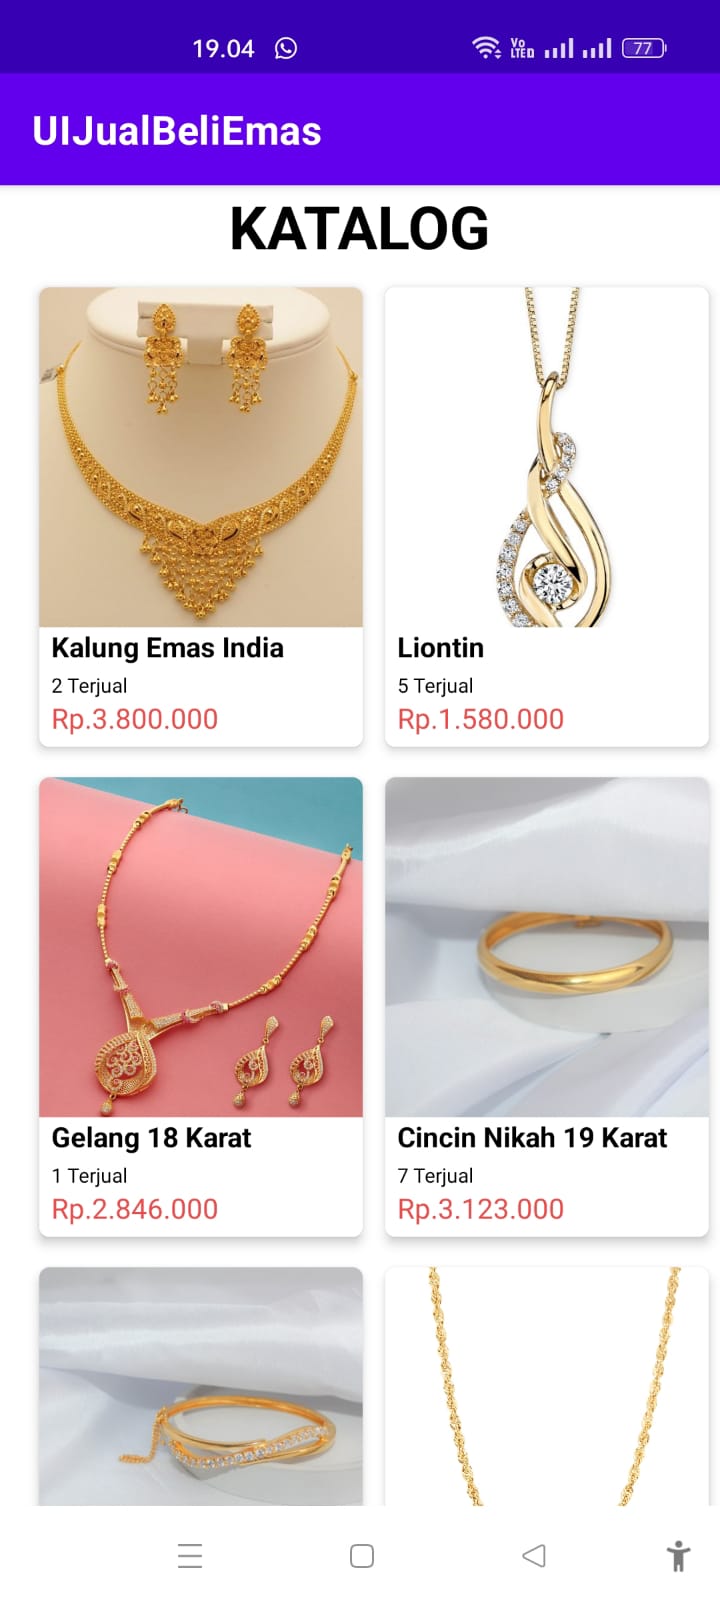 19.04
Vo
LTED
77
UIJualBeliEmas
KATALOG
Kalung Emas India
2 Terjual
Rp.3.800.000
Liontin
5 Terjual
Rp.1.580.000
Gelang 18 Karat
1 Terjual
Rp.2.846.000
Cincin Nikah 19 Karat
7 Terjual
Rp.3.123.000